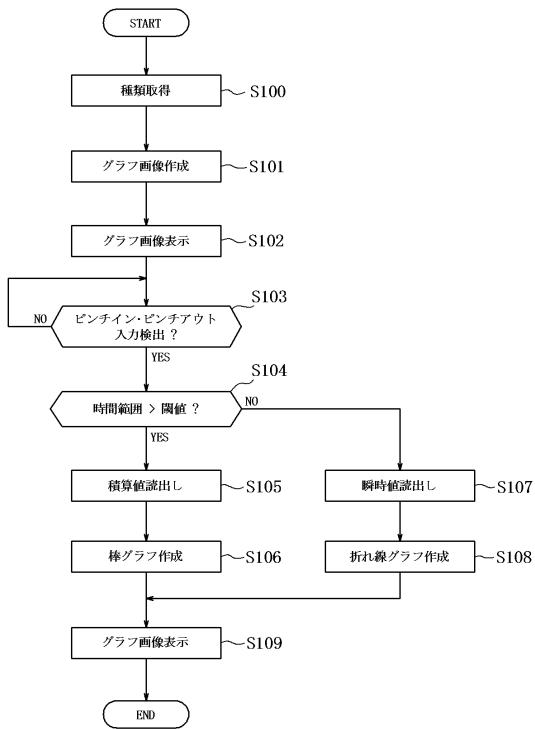 START
種類取得
S100
グラフ画像作成
S101
グラフ画像表示
S102
ピンチイン・ピンチアウト
入力検出 ?
S103
NO
YES
時間範囲 > 閾値 ?
S104
NO
YES
積算値読出し
S105
瞬時値読出し
S107
棒グラフ作成
S106
折れ線グラフ作成
S108
グラフ画像表示
S109
END